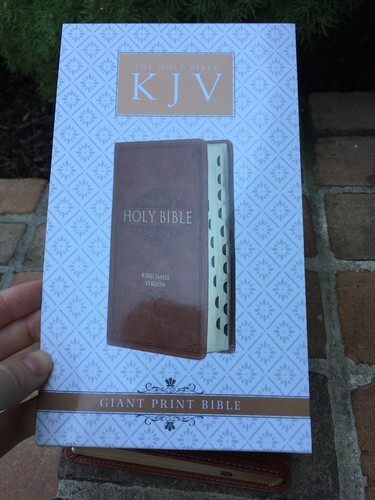 THE HOLY BIBLE
KJV
HOLY BIBLE
KING JAMES
VERSION
GIANT PRINT BIBLE